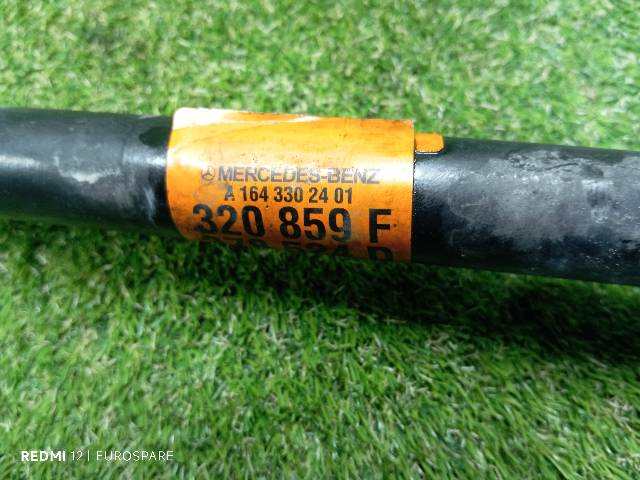 MERCEDES-BENZ
A 164 330 24 01
320 859 F
REDMI 12 | EUROSPARE